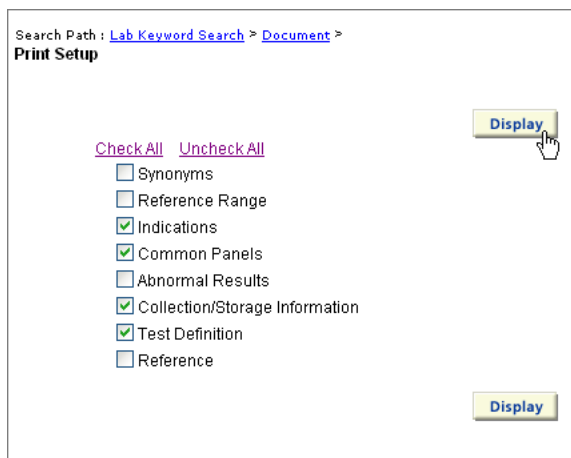 Search Path : Lab Keyword Search > Document >
Print Setup
Display
Check All Uncheck All
Synonyms
Reference Range
Indications
Common Panels
Abnormal Results
Collection/Storage Information
Test Definition
Reference
Display